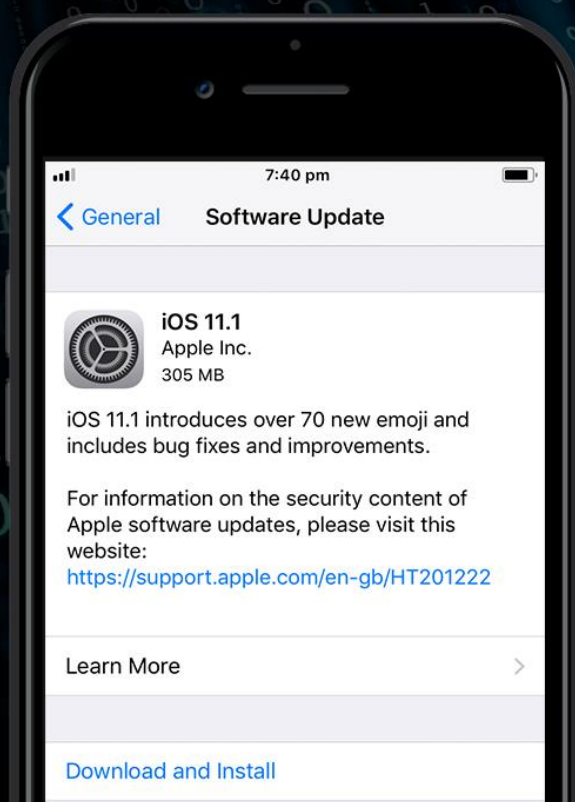 7:40 pm
General
Software Update
iOS 11.1
Apple Inc.
305 MB
iOS 11.1 introduces over 70 new emoji and
includes bug fixes and improvements.
For information on the security content of
Apple software updates, please visit this
website:
https://support.apple.com/en-gb/HT201222
Learn More
Download and Install